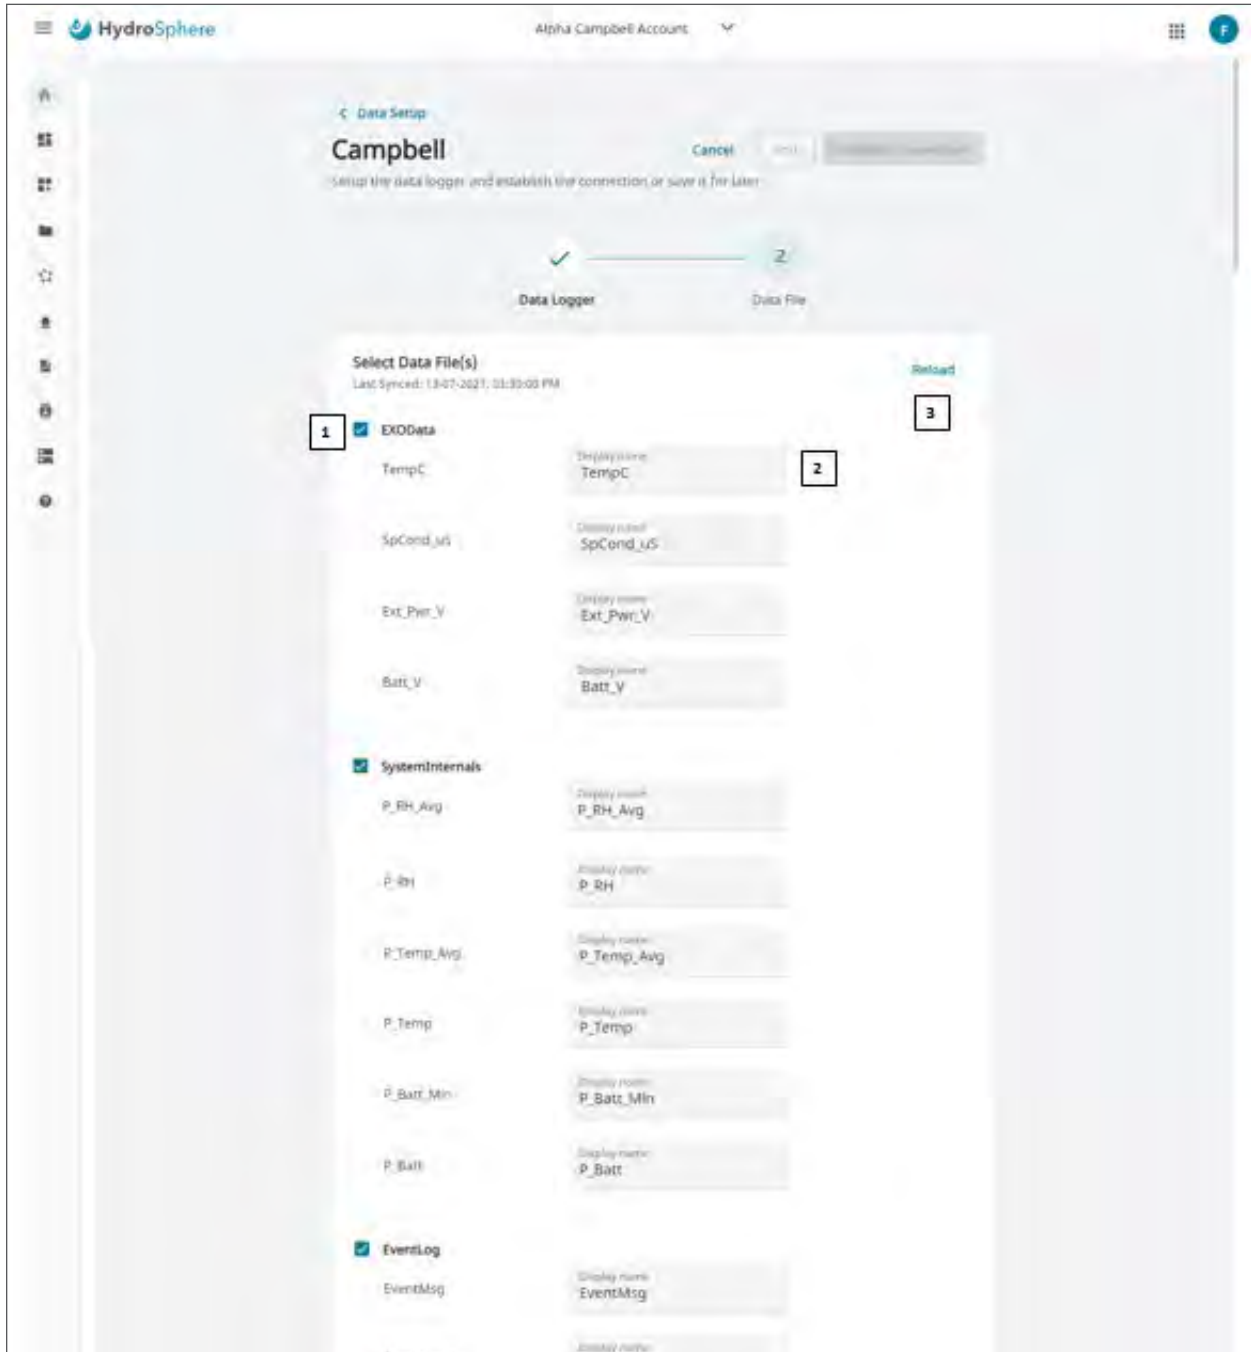 HydroSphere
Alpha Campbell Account
F
Data Setup
Campbell
Cancel
Setup the data logger and establish the connection or save it for later
2
Data Logger
Data File
Select Data File(s)
Last Synced: 13-07-2021, 03:30:00 PM
Reload
3
1
EXOData
TempC
Display name
TempC
2
SpCond_uS
Display name
SpCond_uS
Ext_Pwr_V
Display name
Ext_Pwr_V
Batt_V
Display name
Batt_V
SystemInternals
P_RH_Avg
Display name
P_RH_Avg
P_RH
Display name
P_RH
P_Temp_Avg
Display name
P_Temp_Avg
P_Temp
Display name
P_Temp
P_Batt_Min
Display name
P_Batt_Min
P_Batt
Display name
P_Batt
EventLog
EventMsg
Display name
EventMsg
Display name